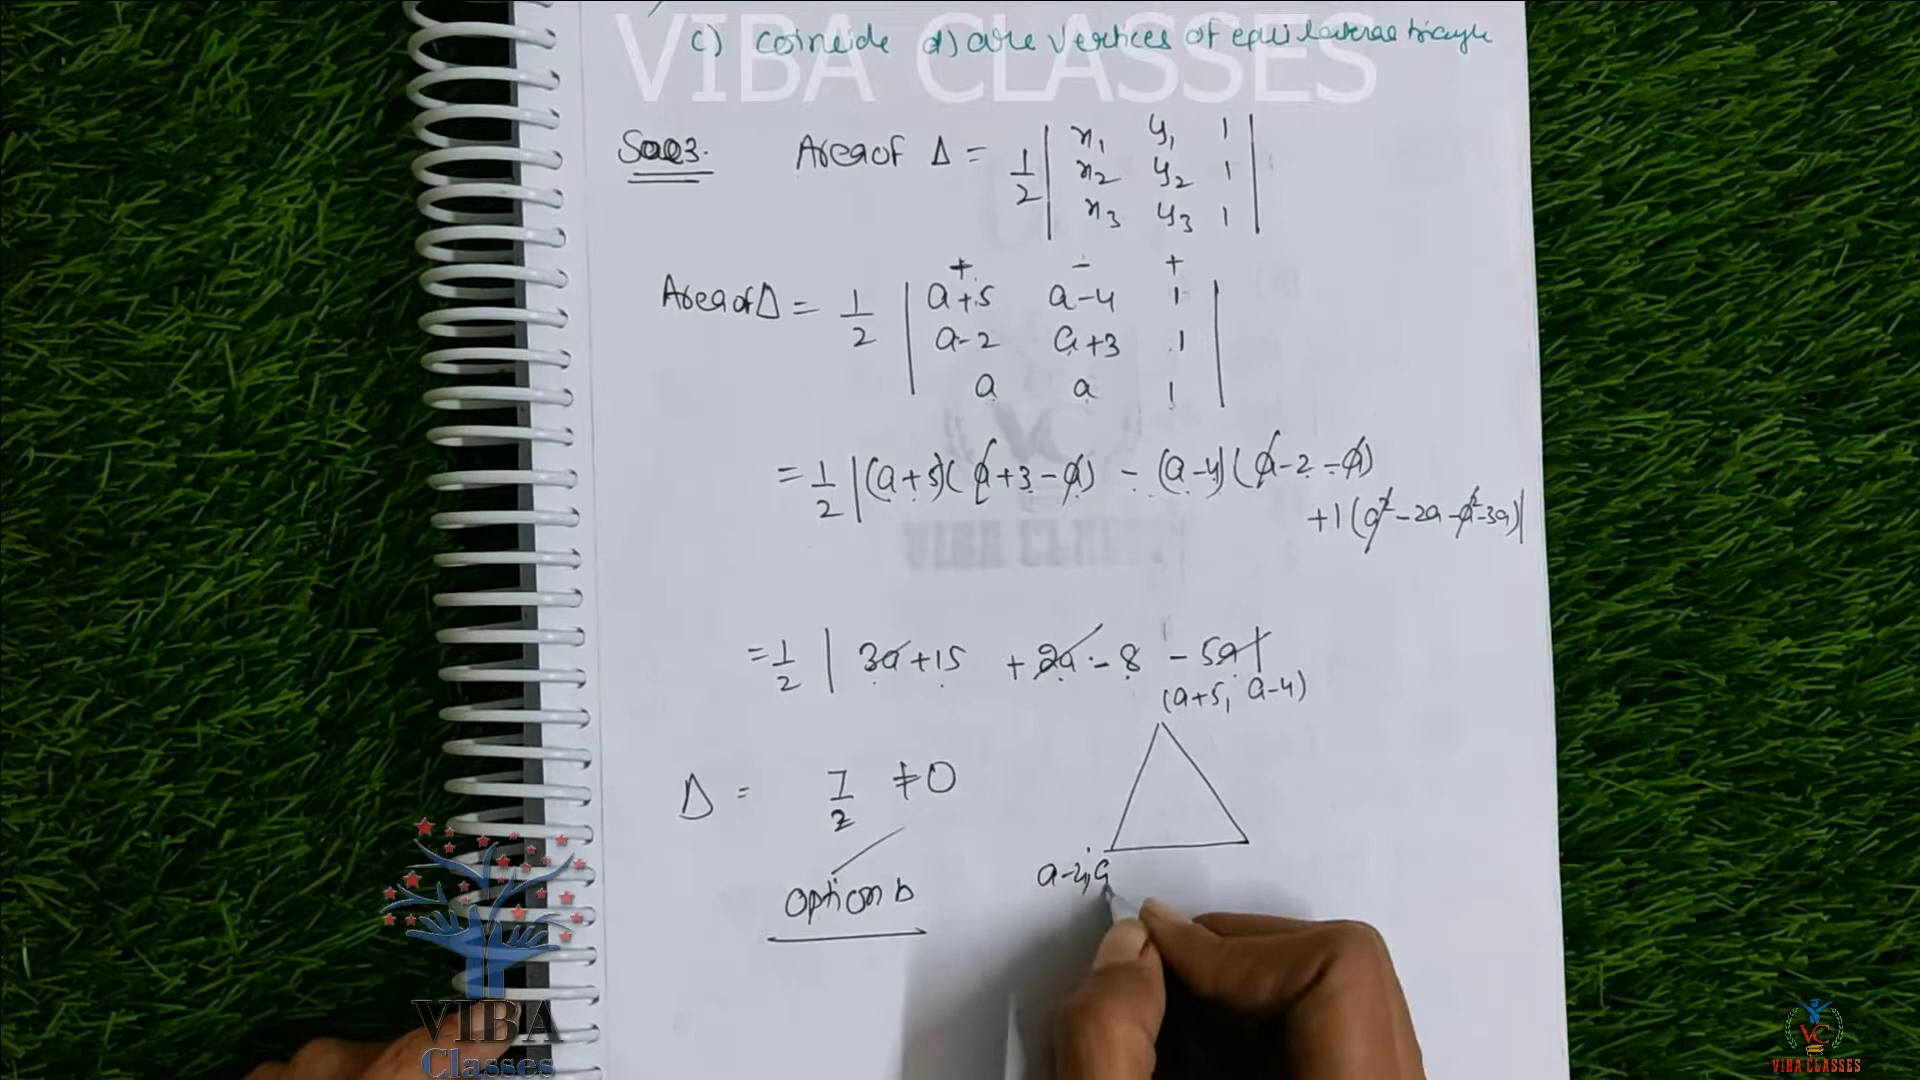 VIBA CLASSES
c) coincide d) are vertices of equilateral triangle
Sol3. Area of Δ = 1/2 | x₁ y₁ 1
x₂ y₂ 1
x₃ y₃ 1 |
+ - +
Area of Δ = 1/2 | a+5 a-4 1
a-2 a+3 1
a a 1 |
= 1/2 | (a+5)(a+3-a) - (a-4)(a-2-a)
+1(a²-2a-a²-3a)|
= 1/2 | 3a+15 +2a-8 -5a|
(a+5, a-4)
Δ = 7/2 ≠0
a-2,a
option b
VIBA
Classes
VC
VIBA CLASSES